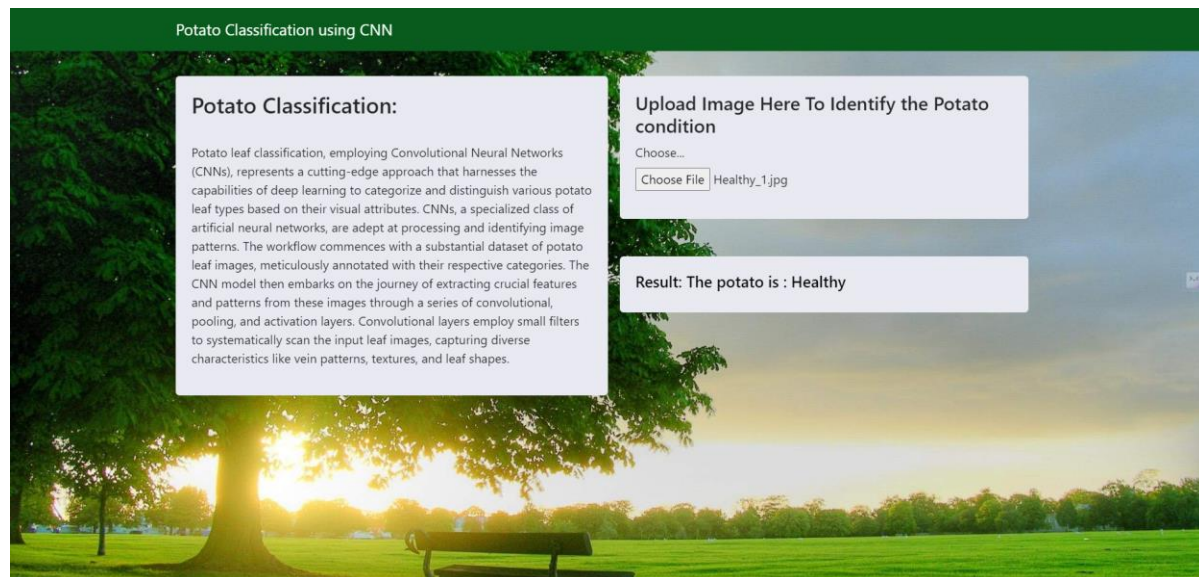 Potato Classification using CNN
Potato Classification:
Potato leaf classification, employing Convolutional Neural Networks
(CNNs), represents a cutting-edge approach that harnesses the
capabilities of deep learning to categorize and distinguish various potato
leaf types based on their visual attributes. CNNs, a specialized class of
artificial neural networks, are adept at processing and identifying image
patterns. The workflow commences with a substantial dataset of potato
leaf images, meticulously annotated with their respective categories. The
CNN model then embarks on the journey of extracting crucial features
and patterns from these images through a series of convolutional,
pooling, and activation layers. Convolutional layers employ small filters
to systematically scan the input leaf images, capturing diverse
characteristics like vein patterns, textures, and leaf shapes.
Upload Image Here To Identify the Potato
condition
Choose...
Choose File Healthy_1.jpg
Result: The potato is : Healthy